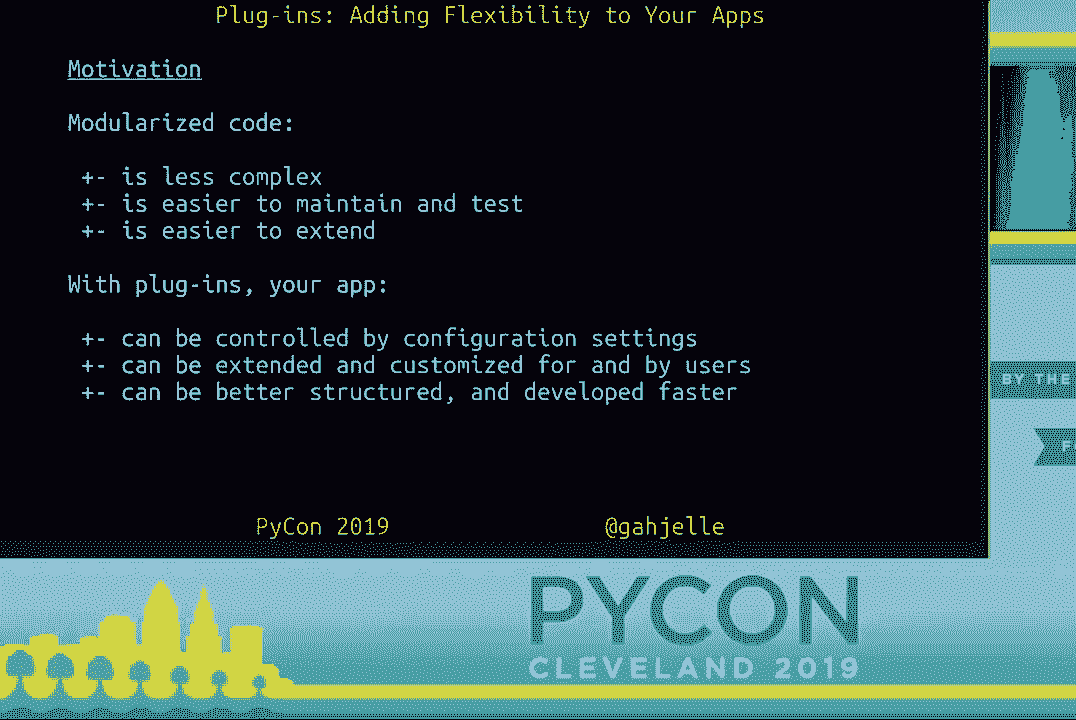 Plug-ins: Adding Flexibility to Your Apps
Motivation
Modularized code:
+- is less complex
+- is easier to maintain and test
+- is easier to extend
With plug-ins, your app:
+- can be controlled by configuration settings
+- can be extended and customized for and by users
+- can be better structured, and developed faster
PyCon 2019 @gahjelle
BY THE
PYCON
CLEVELAND 2019